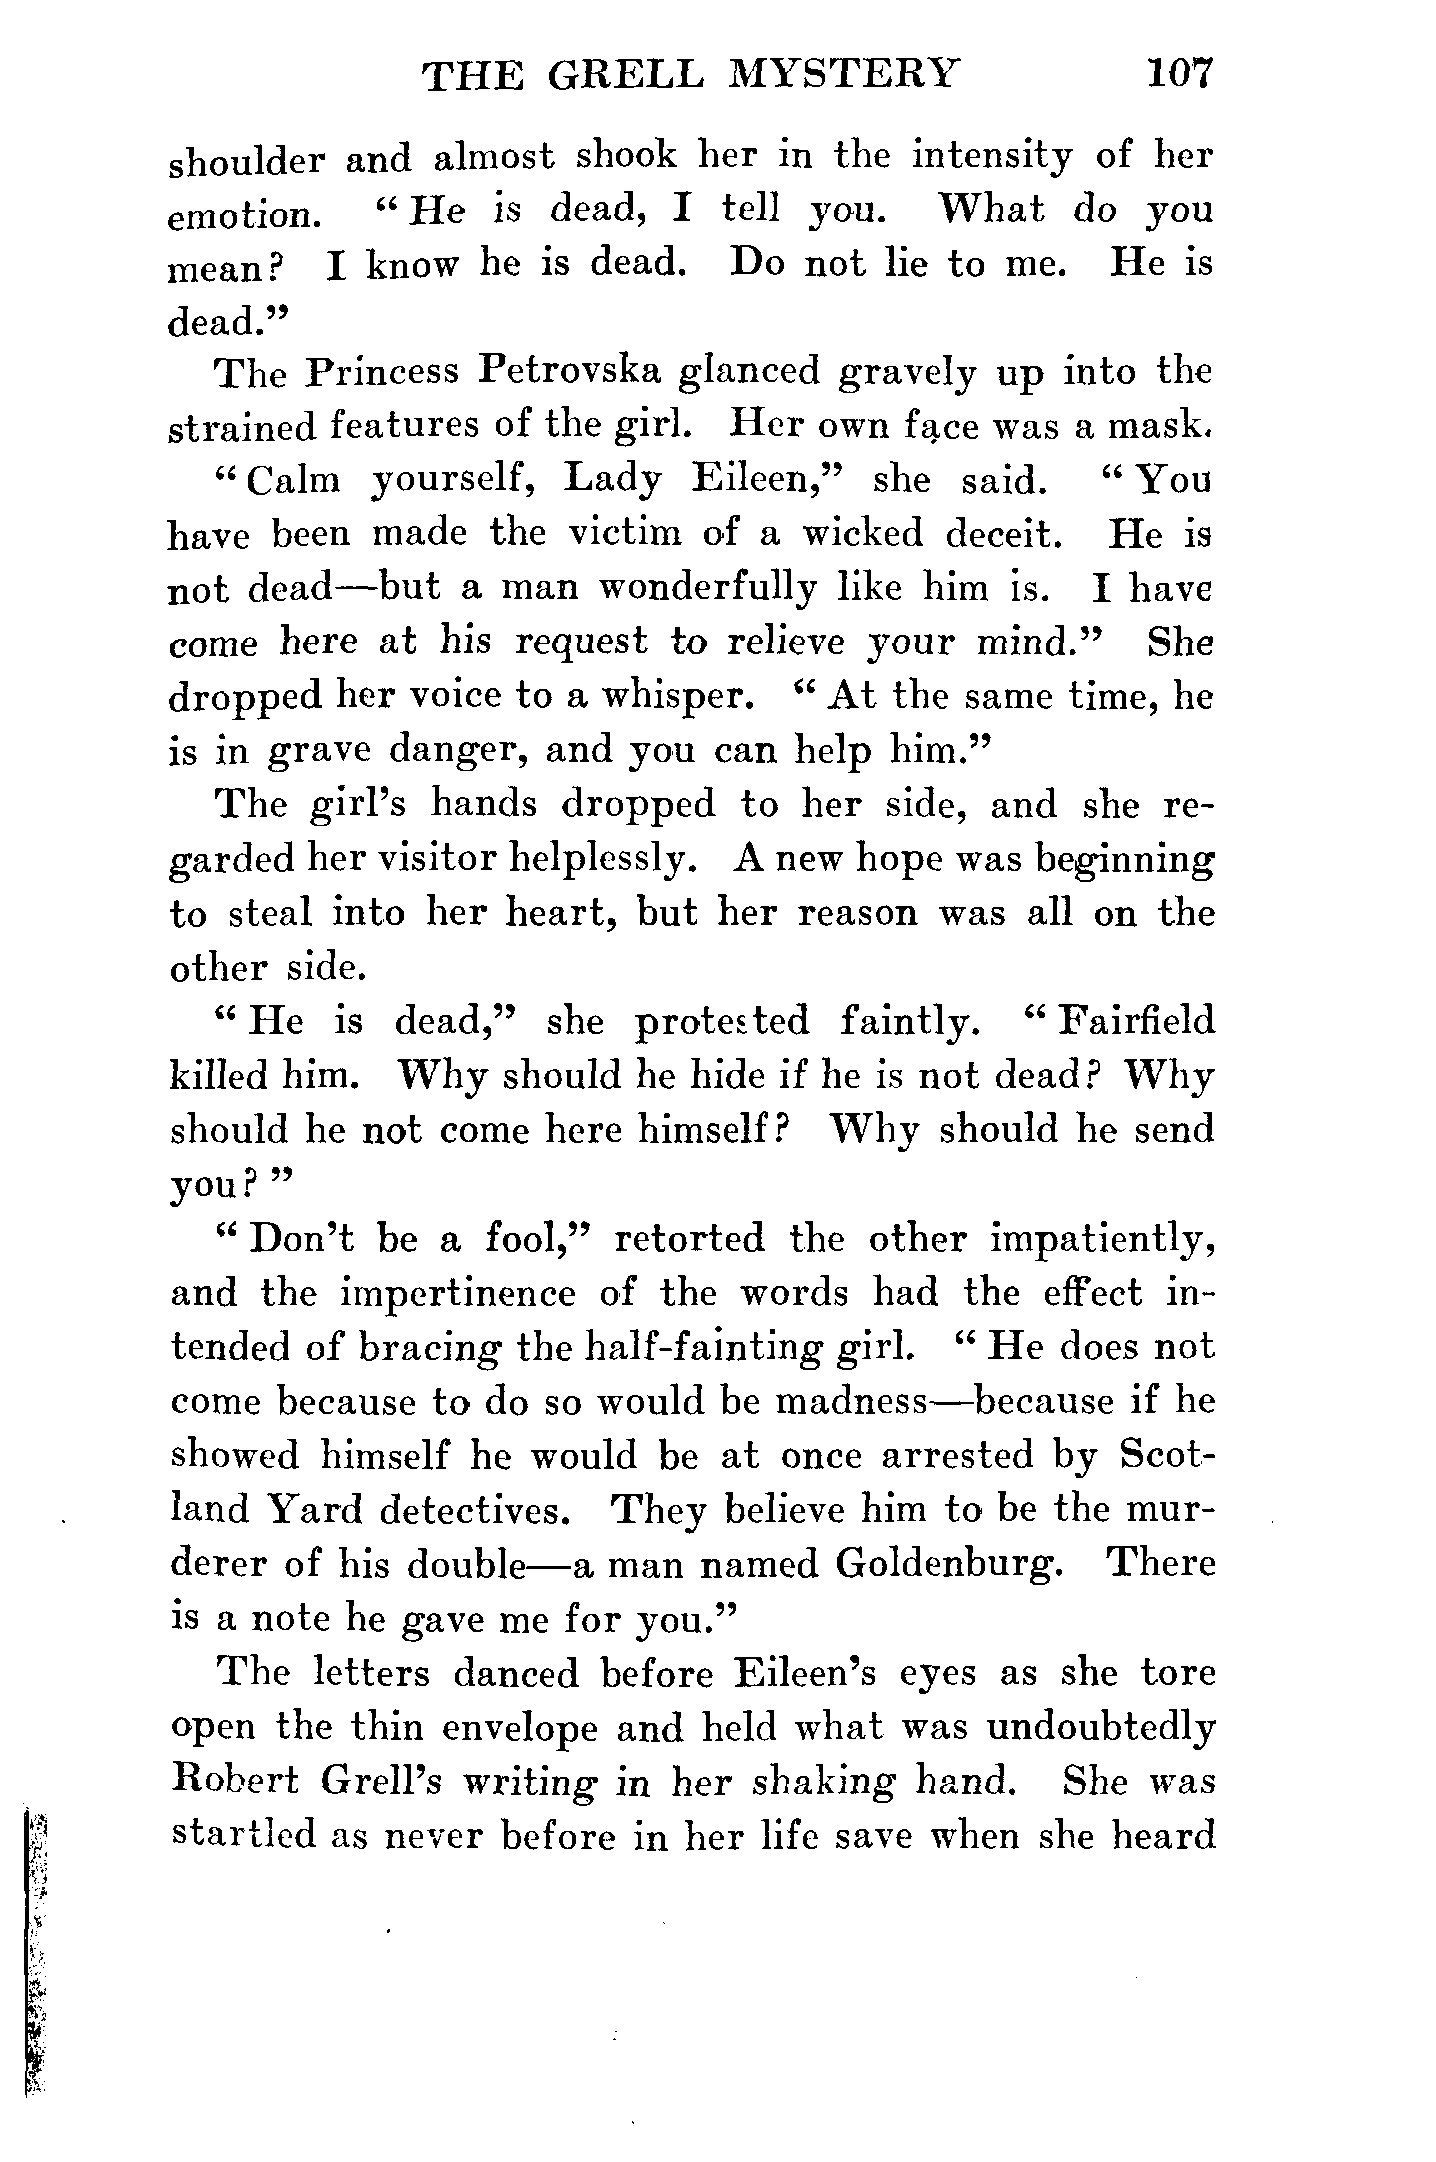 THE GRELL MYSTERY 107
shoulder and almost shook her in the intensity of her
emotion. “ He is dead, I tell you. What do you
mean? I know he is dead. Do not lie to me. He is
dead.”
The Princess Petrovska glanced gravely up into the
strained features of the girl. Her own face was a mask.
“ Calm yourself, Lady Eileen,” she said. “ You
have been made the victim of a wicked deceit. He is
not dead—but a man wonderfully like him is. I have
come here at his request to relieve your mind.” She
dropped her voice to a whisper. “ At the same time, he
is in grave danger, and you can help him.”
The girl’s hands dropped to her side, and she re-
garded her visitor helplessly. A new hope was beginning
to steal into her heart, but her reason was all on the
other side.
“ He is dead,” she protested faintly. “ Fairfield
killed him. Why should he hide if he is not dead? Why
should he not come here himself? Why should he send
you? ”
“ Don’t be a fool,” retorted the other impatiently,
and the impertinence of the words had the effect in-
tended of bracing the half-fainting girl. “ He does not
come because to do so would be madness—because if he
showed himself he would be at once arrested by Scot-
land Yard detectives. They believe him to be the mur-
derer of his double—a man named Goldenburg. There
is a note he gave me for you.”
The letters danced before Eileen’s eyes as she tore
open the thin envelope and held what was undoubtedly
Robert Grell’s writing in her shaking hand. She was
startled as never before in her life save when she heard